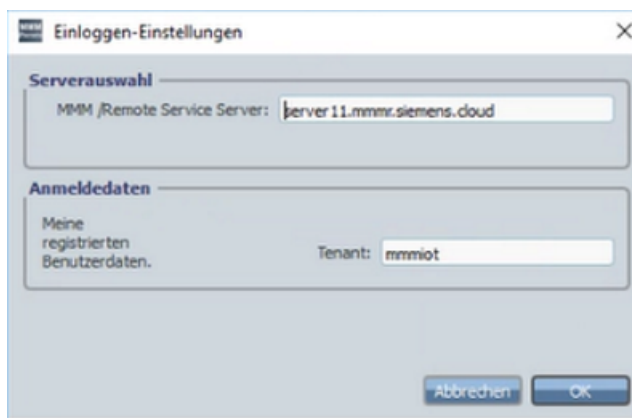 Einloggen-Einstellungen
Serverauswahl
MMM /Remote Service Server: server11.mmmr.siemens.cloud
Anmeldedaten
Meine
registrierten
Benutzerdaten.
Tenant: mmmiot
Abbrechen OK